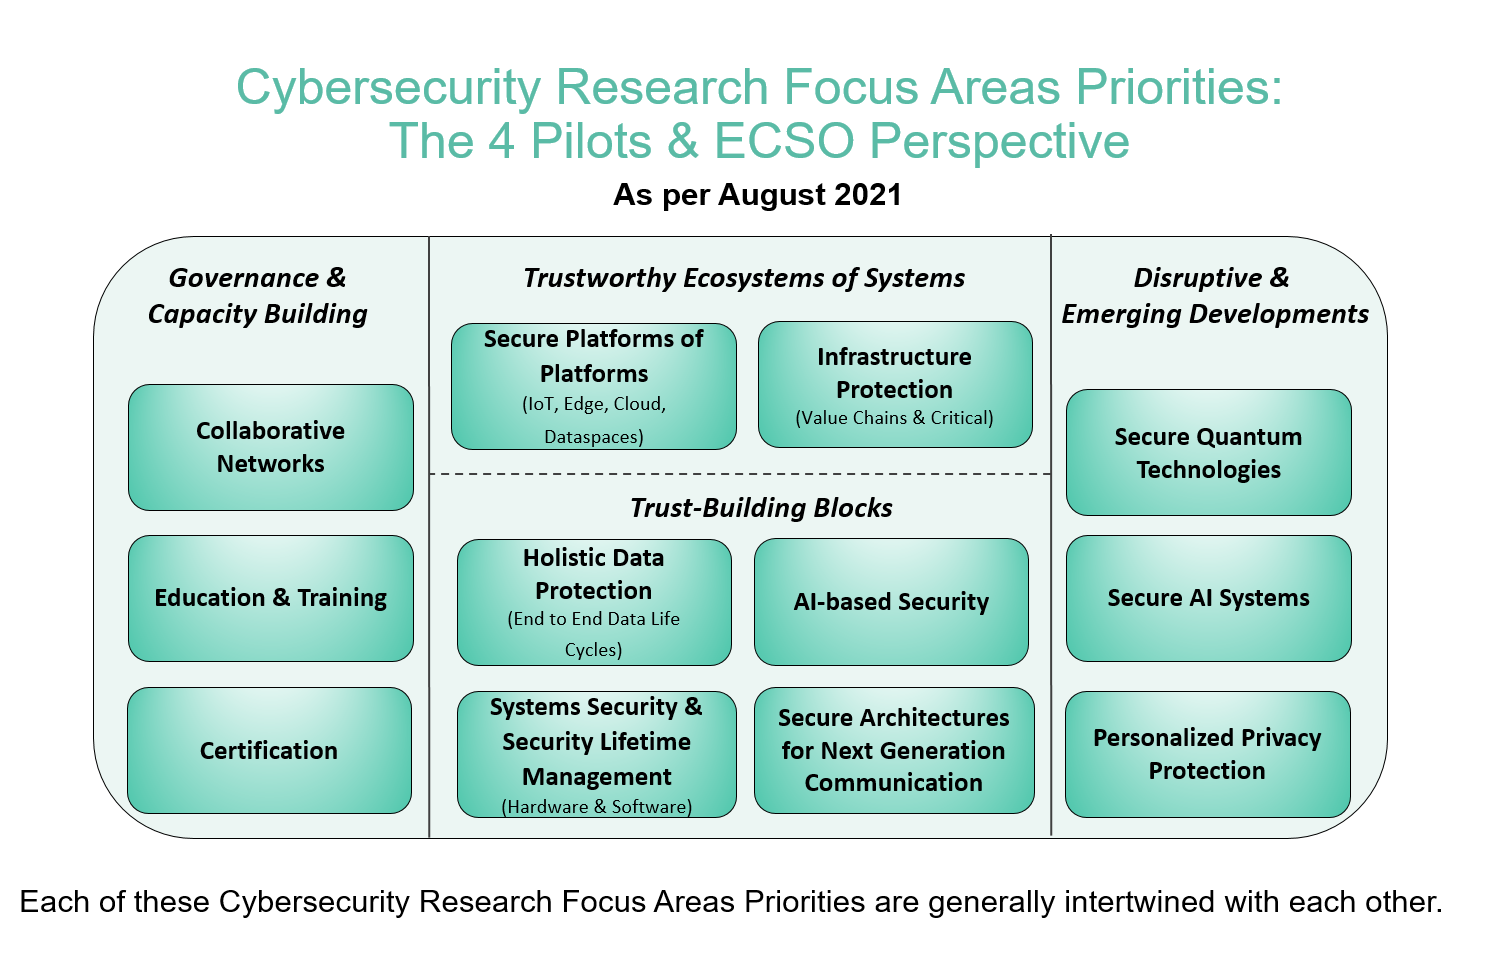 Cybersecurity Research Focus Areas Priorities:
The 4 Pilots & ECSO Perspective
As per August 2021
Governance &
Capacity Building
Collaborative
Networks
Education & Training
Certification
Trustworthy Ecosystems of Systems
Secure Platforms of
Platforms
(IoT, Edge, Cloud,
Dataspaces)
Infrastructure
Protection
(Value Chains & Critical)
Trust-Building Blocks
Holistic Data
Protection
(End to End Data Life
Cycles)
AI-based Security
Systems Security &
Security Lifetime
Management
(Hardware & Software)
Secure Architectures
for Next Generation
Communication
Disruptive &
Emerging Developments
Secure Quantum
Technologies
Secure AI Systems
Personalized Privacy
Protection
Each of these Cybersecurity Research Focus Areas Priorities are generally intertwined with each other.